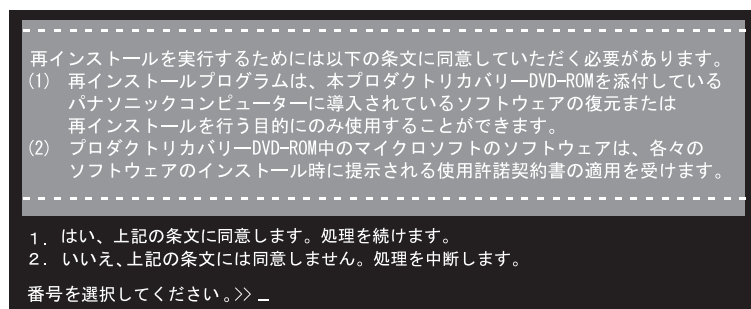 再インストールを実行するためには以下の条文に同意していただく必要があります。
(1) 再インストールプログラムは、本プロダクトリカバリーDVD-ROMを添付している
パナソニックコンピューターに導入されているソフトウェアの復元または
再インストールを行う目的にのみ使用することができます。
(2) プロダクトリカバリーDVD-ROM中のマイクロソフトのソフトウェアは、各々の
ソフトウェアのインストール時に提示される使用許諾契約書の適用を受けます。
1. はい、上記の条文に同意します。処理を続けます。
2. いいえ、上記の条文には同意しません。処理を中断します。
番号を選択してください。>> _